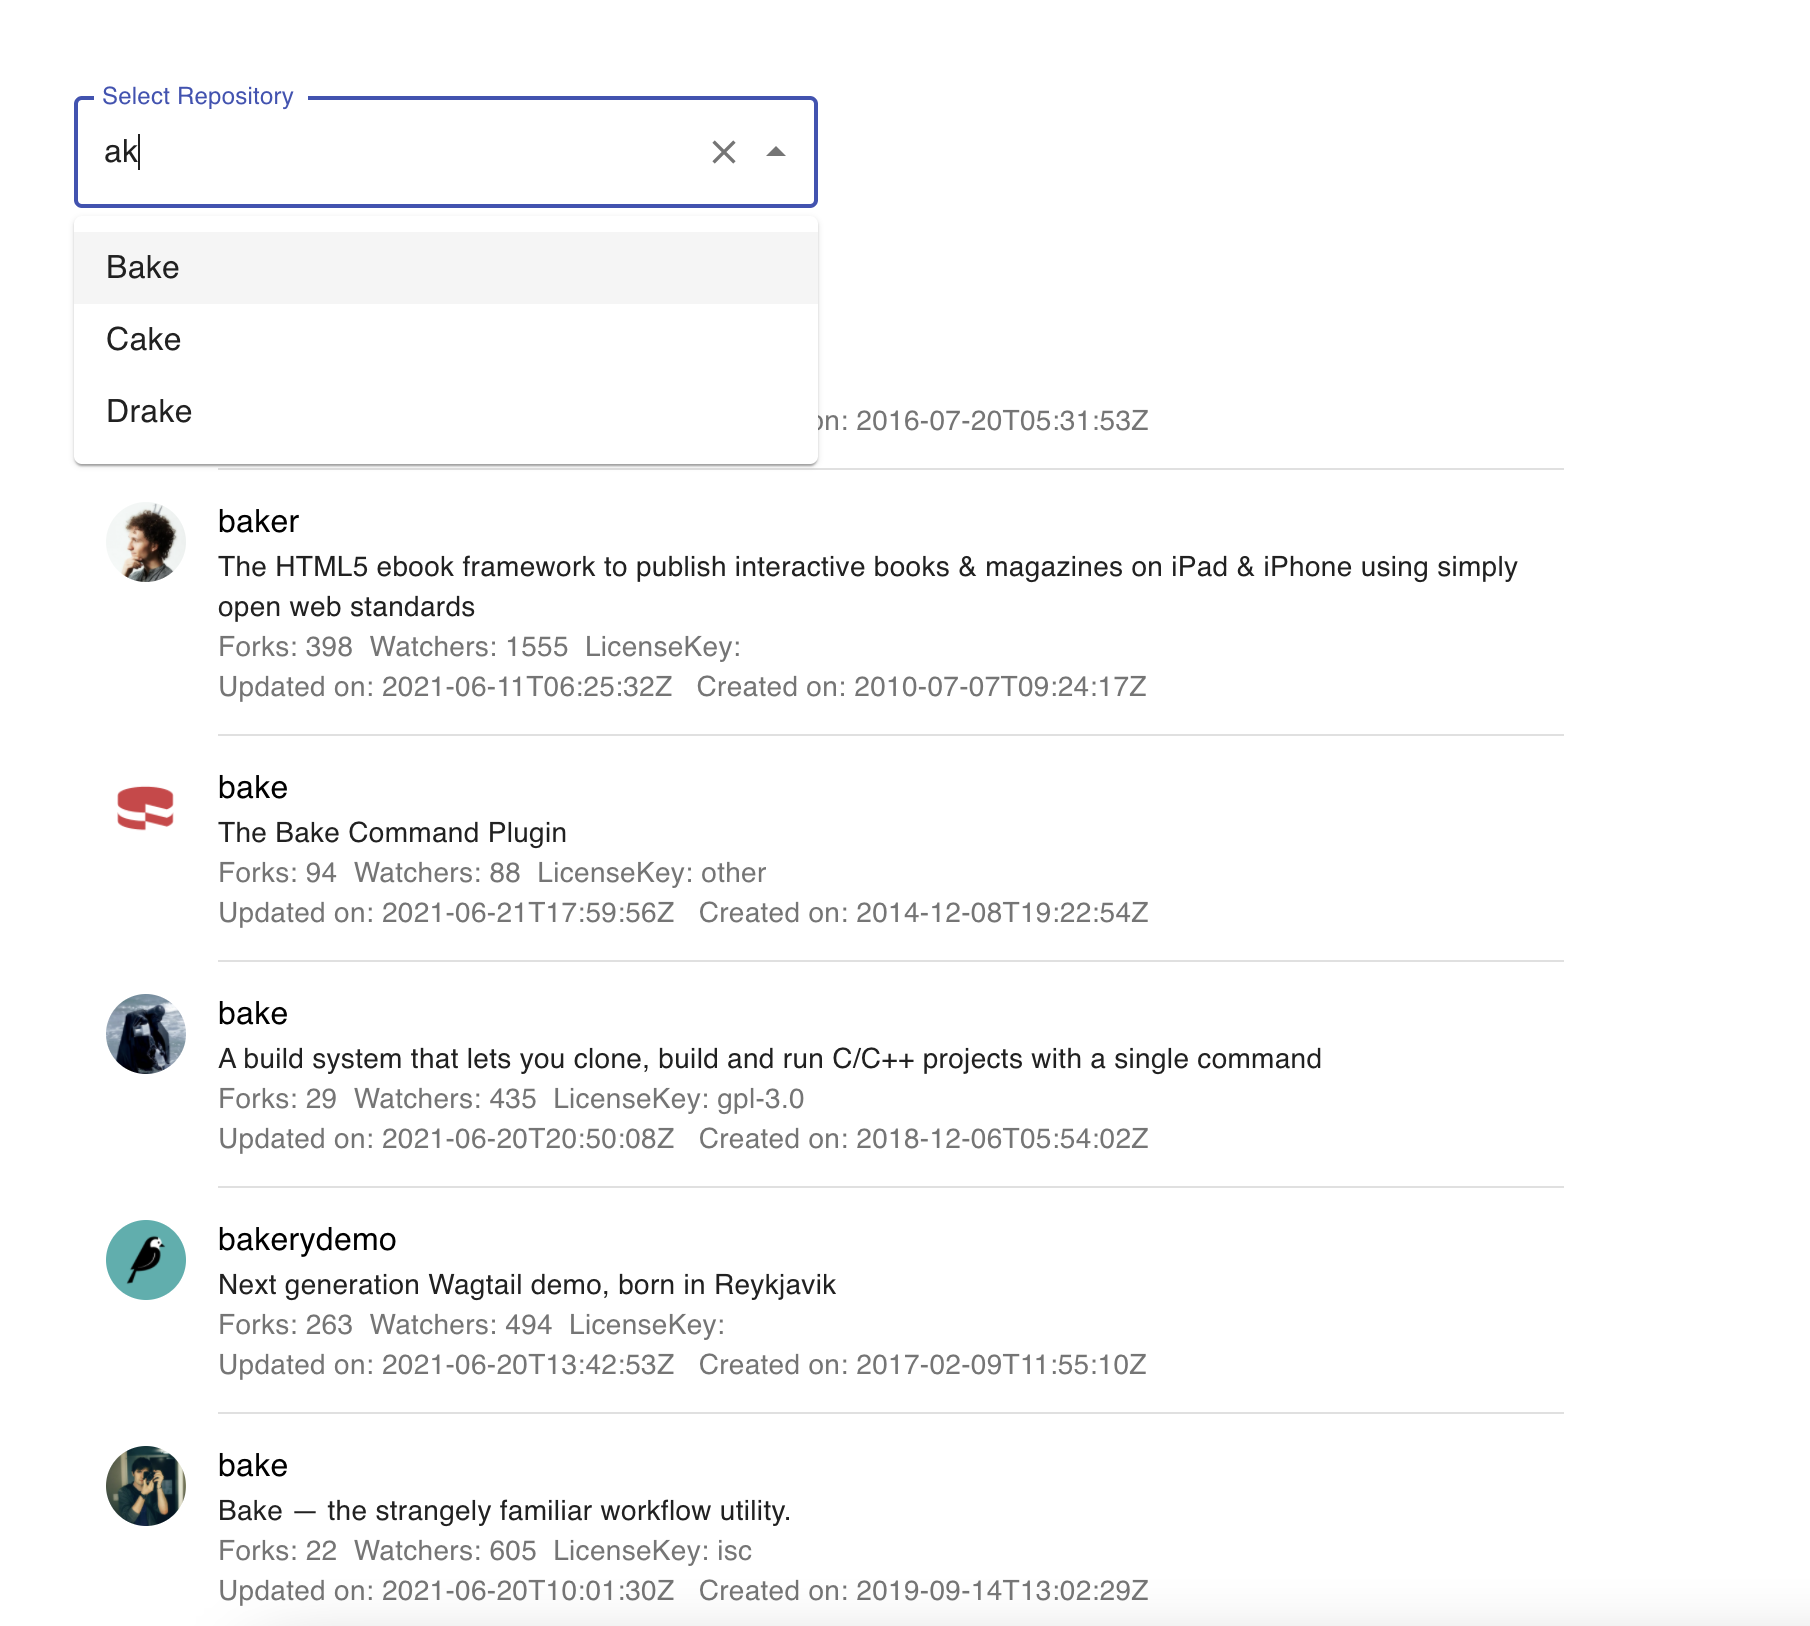 Select Repository
ak
Bake
Cake
Drake
on: 2016-07-20T05:31:53Z
baker
The HTML5 ebook framework to publish interactive books & magazines on iPad & iPhone using simply
open web standards
Forks: 398 Watchers: 1555 LicenseKey:
Updated on: 2021-06-11T06:25:32Z Created on: 2010-07-07T09:24:17Z
bake
The Bake Command Plugin
Forks: 94 Watchers: 88 LicenseKey: other
Updated on: 2021-06-21T17:59:56Z Created on: 2014-12-08T19:22:54Z
bake
A build system that lets you clone, build and run C/C++ projects with a single command
Forks: 29 Watchers: 435 LicenseKey: gpl-3.0
Updated on: 2021-06-20T20:50:08Z Created on: 2018-12-06T05:54:02Z
bakerydemo
Next generation Wagtail demo, born in Reykjavik
Forks: 263 Watchers: 494 LicenseKey:
Updated on: 2021-06-20T13:42:53Z Created on: 2017-02-09T11:55:10Z
bake
Bake — the strangely familiar workflow utility.
Forks: 22 Watchers: 605 LicenseKey: isc
Updated on: 2021-06-20T10:01:30Z Created on: 2019-09-14T13:02:29Z